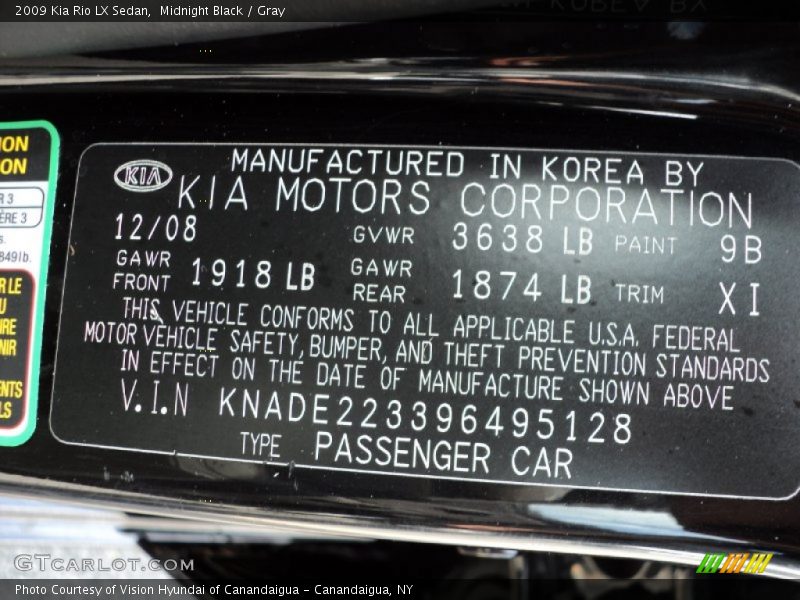 2009 Kia Rio LX Sedan,  Midnight Black / Gray
KIA
MANUFACTURED IN KOREA BY
KIA MOTORS CORPORATION
12/08 GVWR 3638 LB PAINT 9B
GAWR FRONT 1918 LB GAWR REAR 1874 LB TRIM XI
THIS VEHICLE CONFORMS TO ALL APPLICABLE U.S.A. FEDERAL
MOTOR VEHICLE SAFETY, BUMPER, AND THEFT PREVENTION STANDARDS
IN EFFECT ON THE DATE OF MANUFACTURE SHOWN ABOVE
V.I.N KNADE223396495128
TYPE PASSENGER CAR
GTCARLOT.COM
Photo Courtesy of Vision Hyundai of Canandaigua - Canandaigua, NY